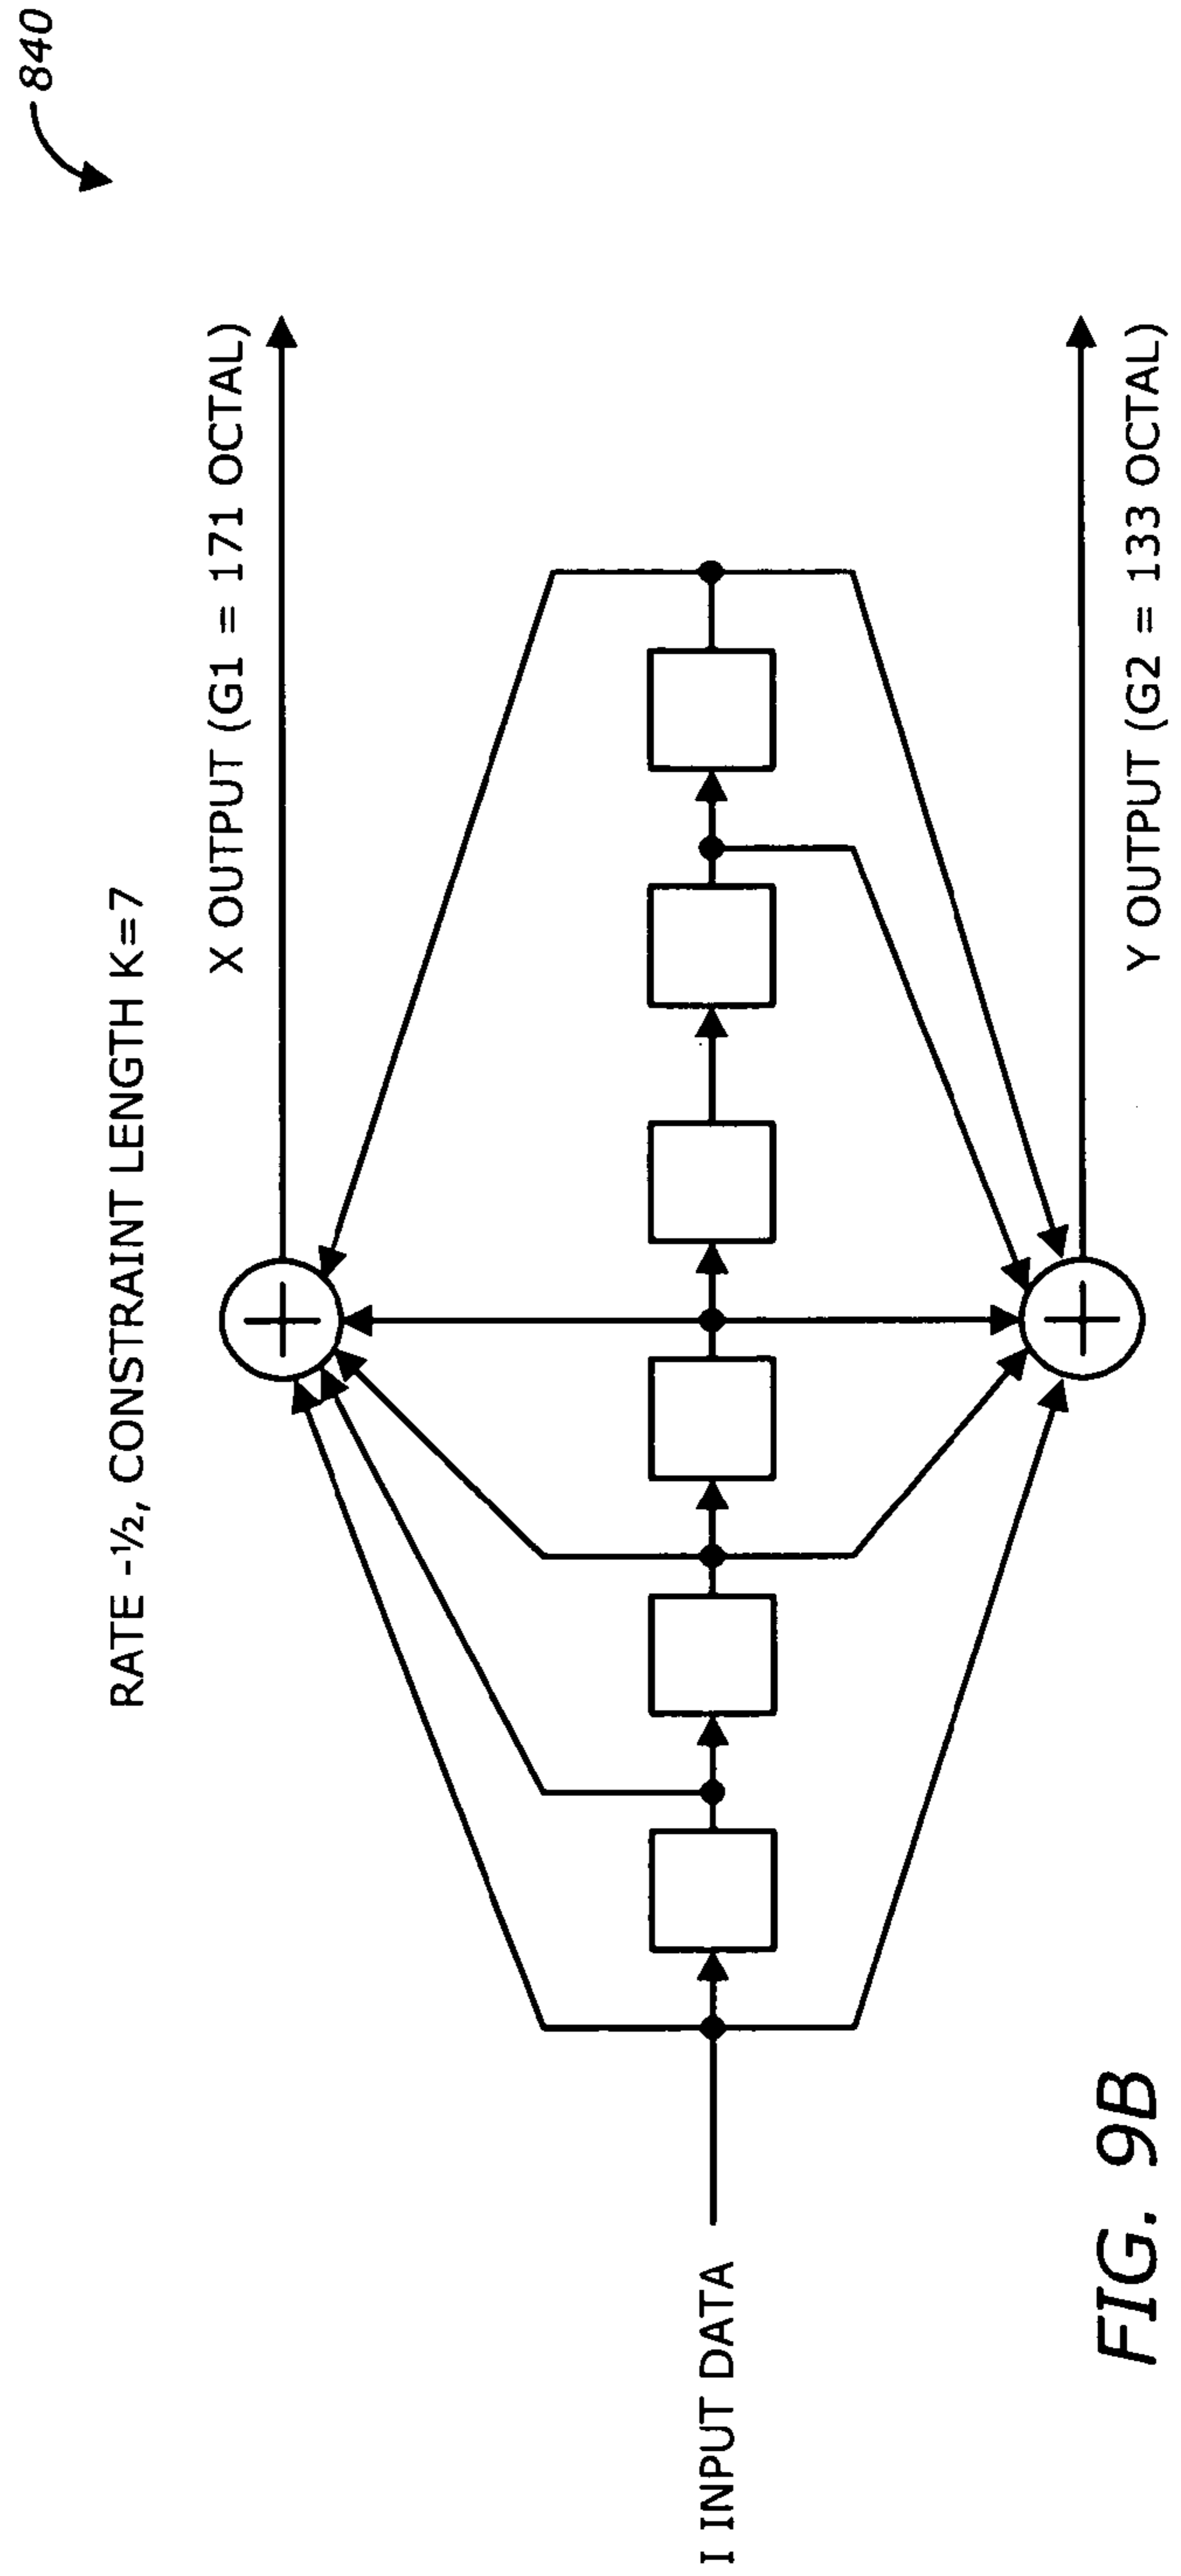 840
RATE -½, CONSTRAINT LENGTH K=7
X OUTPUT (G1 = 171 OCTAL)
I INPUT DATA
Y OUTPUT (G2 = 133 OCTAL)
FIG. 9B